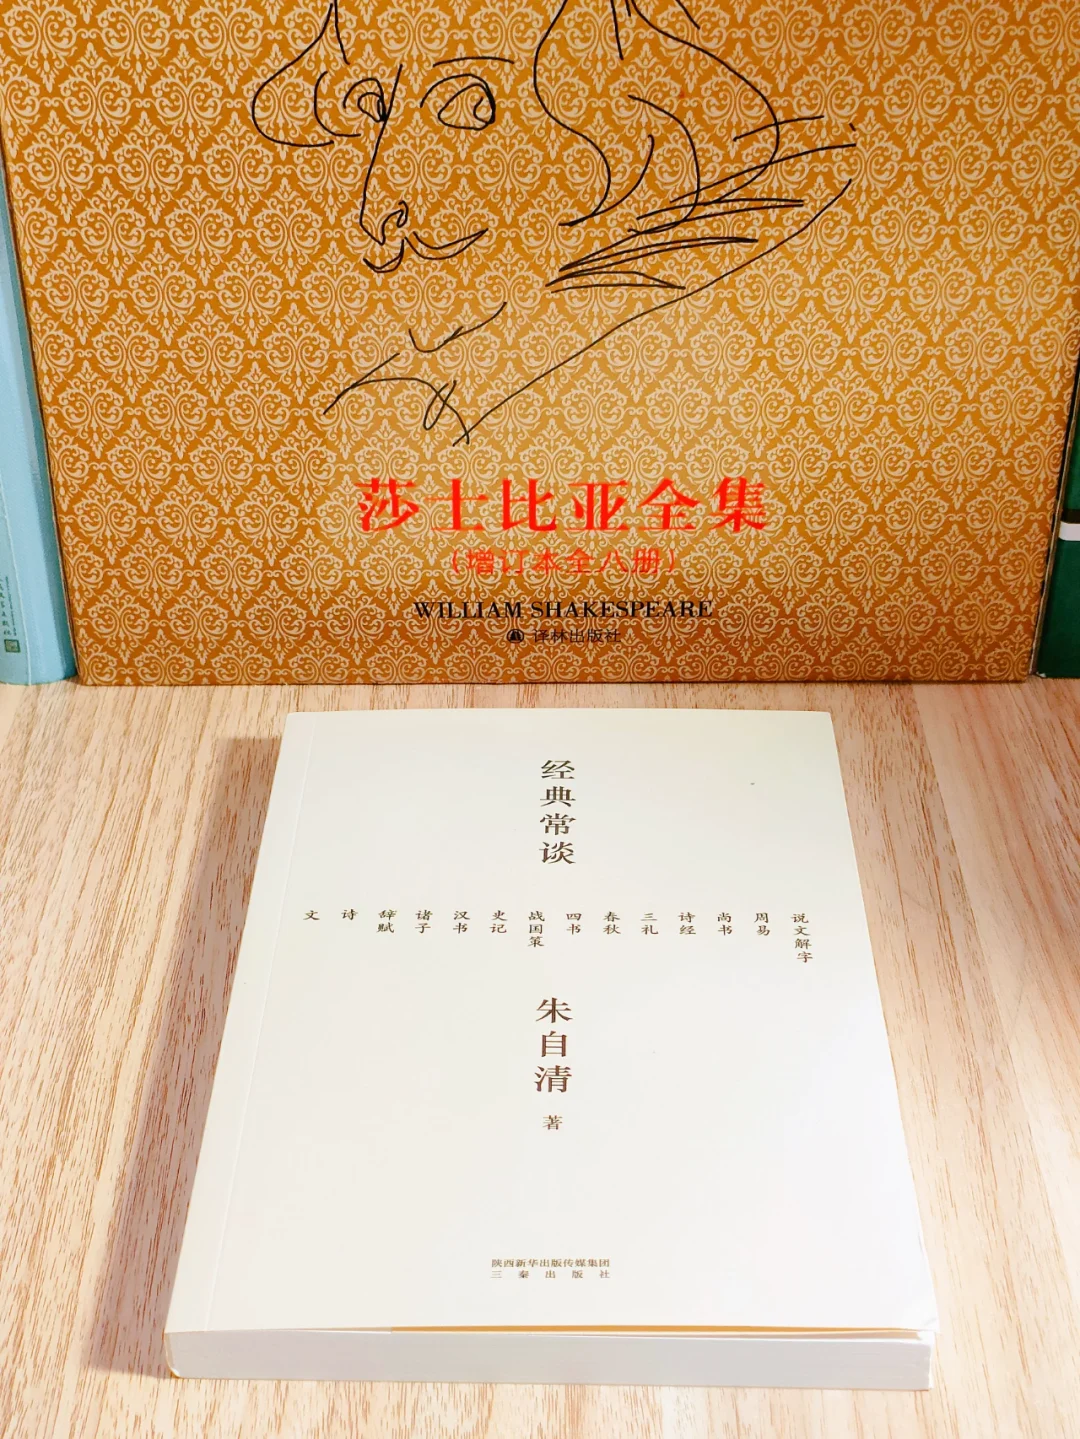 莎士比亚全集
（增订本全八册）
WILLIAM SHAKESPEARE
译林出版社
经典常谈
说文解字
周易
尚书
诗经
三礼
春秋
四书
战国策
史记
汉书
诸子
辞赋
诗
文
朱自清
著
陕西新华出版传媒集团
三秦出版社